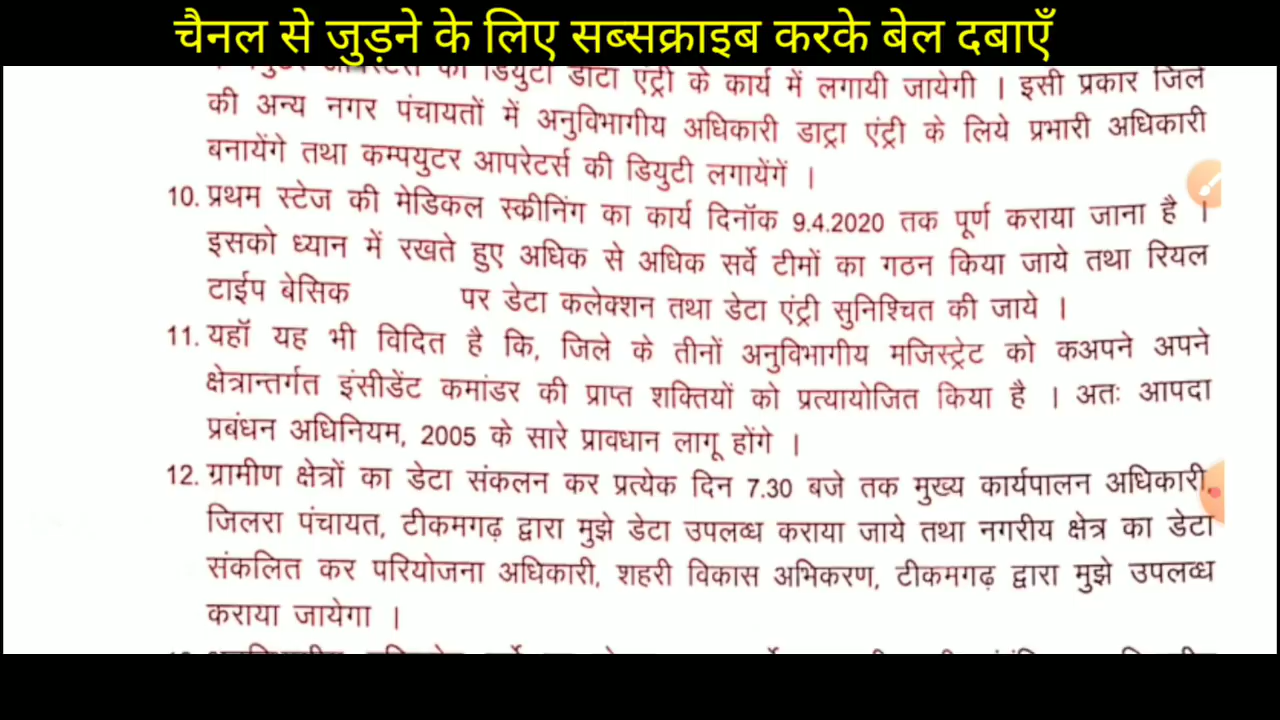 चैनल से जुड़ने के लिए सब्सक्राइब करके बेल दबाएँ
की डियुटी डाटा एंट्री के कार्य में लगायी जायेगी । इसी प्रकार जिले
की अन्य नगर पंचायतों में अनुविभागीय अधिकारी डाट्रा एंट्री के लिये प्रभारी अधिकारी
बनायेंगे तथा कम्पयुटर आपरेटर्स की डियुटी लगायेंगें ।
10. प्रथम स्टेज की मेडिकल स्क्रीनिंग का कार्य दिनॉक 9.4.2020 तक पूर्ण कराया जाना है ।
इसको ध्यान में रखते हुए अधिक से अधिक सर्वे टीमों का गठन किया जाये तथा रियल
टाईप बेसिक पर डेटा कलेक्शन तथा डेटा एंट्री सुनिश्चित की जाये ।
11. यहॉ यह भी विदित है कि, जिले के तीनों अनुविभागीय मजिस्ट्रेट को कअपने अपने
क्षेत्रान्तर्गत इंसीडेंट कमांडर की प्राप्त शक्तियों को प्रत्यायोजित किया है । अतः आपदा
प्रबंधन अधिनियम, 2005 के सारे प्रावधान लागू होंगे ।
12. ग्रामीण क्षेत्रों का डेटा संकलन कर प्रत्येक दिन 7.30 बजे तक मुख्य कार्यपालन अधिकारी
जिलरा पंचायत, टीकमगढ़ द्वारा मुझे डेटा उपलव्ध कराया जाये तथा नगरीय क्षेत्र का डेटा
संकलित कर परियोजना अधिकारी, शहरी विकास अभिकरण, टीकमगढ़ द्वारा मुझे उपलव्ध
कराया जायेगा ।